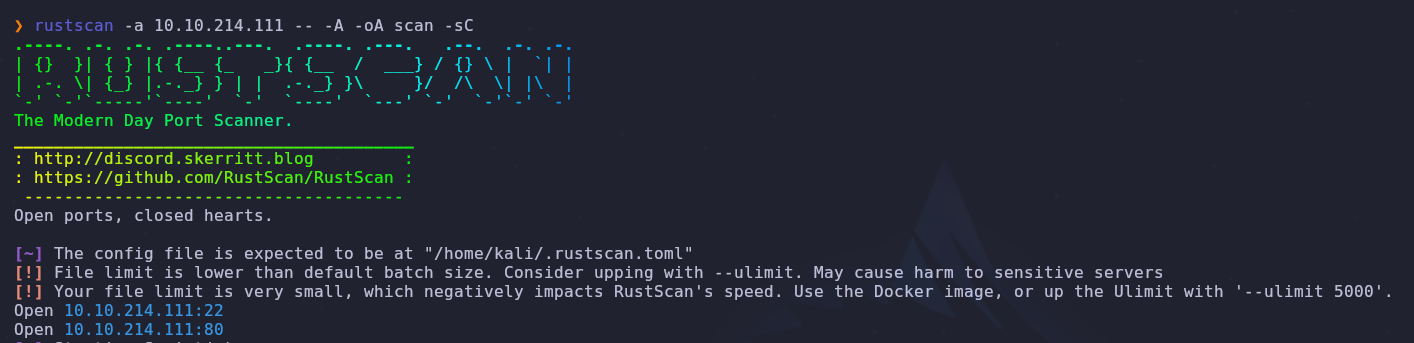 ❯ rustscan -a 10.10.214.111 -- -A -oA scan -sC
.----. .-. .-. .----..---.  .----. .---.   .--.  .-. .-.
| {}  }| { } |{ {__ {_   _}{ {__  /  ___} / {} \ |  `| |
| .-. \| {_} |.-._} } | |  .-._} }\     }/  /\  \| |\  |
`-' `-'`-----'`----'  `-'  `----'  `---' `-'  `-'`-' `-'
The Modern Day Port Scanner.
________________________________________
: http://discord.skerritt.blog         :
: https://github.com/RustScan/RustScan :
 --------------------------------------
Open ports, closed hearts.
[~] The config file is expected to be at "/home/kali/.rustscan.toml"
[!] File limit is lower than default batch size. Consider upping with --ulimit. May cause harm to sensitive servers
[!] Your file limit is very small, which negatively impacts RustScan's speed. Use the Docker image, or up the Ulimit with '--ulimit 5000'.
Open 10.10.214.111:22
Open 10.10.214.111:80